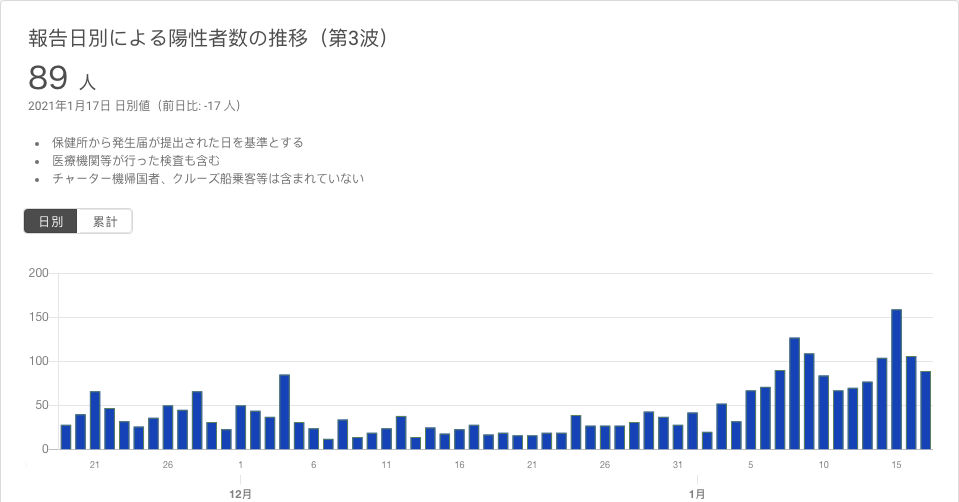 報告日別による陽性者数の推移（第3波）
89 人
2021年1月17日 日別値（前日比: -17 人）
• 保健所から発生届が提出された日を基準とする
• 医療機関等が行った検査も含む
• チャーター機帰国者、クルーズ船乗客等は含まれていない
日別 累計
200
150
100
50
0
21 26 1 6 11 16 21 26 31 5 10 15
12月 1月